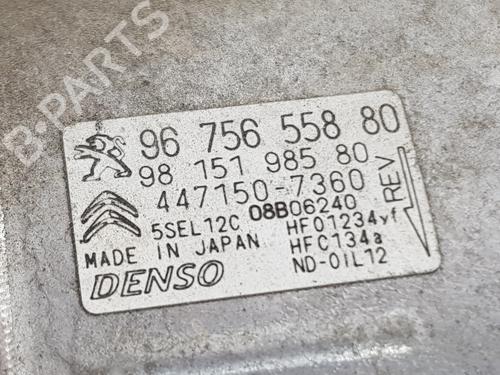 B-PARTS
96 756 558 80
98 151 985 80
447150-7360
5SEL12C 08B06240
HFO1234yf
MADE IN JAPAN HFC134a
DENSO ND-OIL12
REV